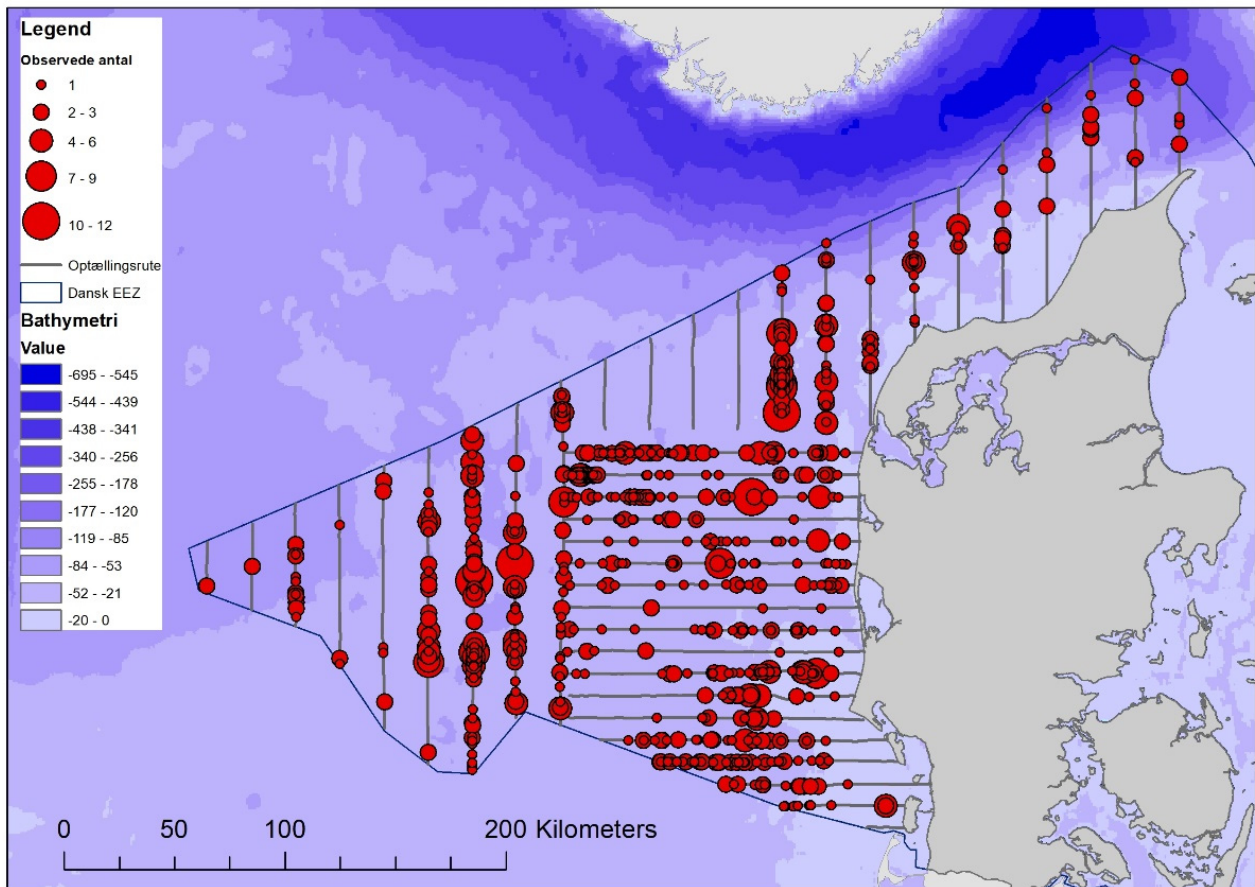 Legend
Observede antal
1
2 - 3
4 - 6
7 - 9
10 - 12
Optællingsrute
Dansk EEZ
Bathymetri
Value
-695 - -545
-544 - -439
-438 - -341
-340 - -256
-255 - -178
-177 - -120
-119 - -85
-84 - -53
-52 - -21
-20 - 0
0 50 100 200 Kilometers